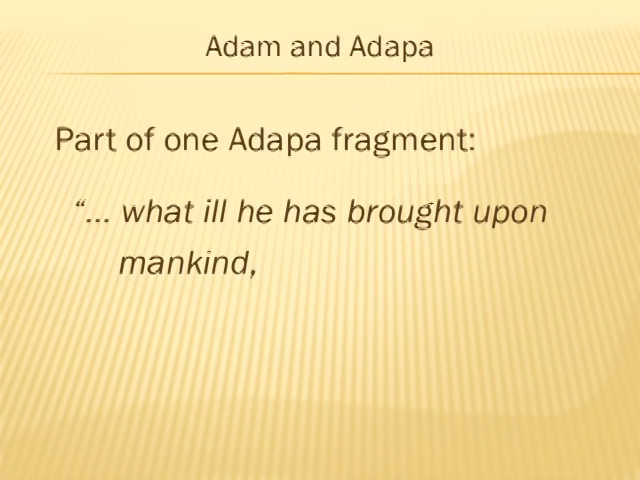 Adam and Adapa
Part of one Adapa fragment:
“... what ill he has brought upon
mankind,